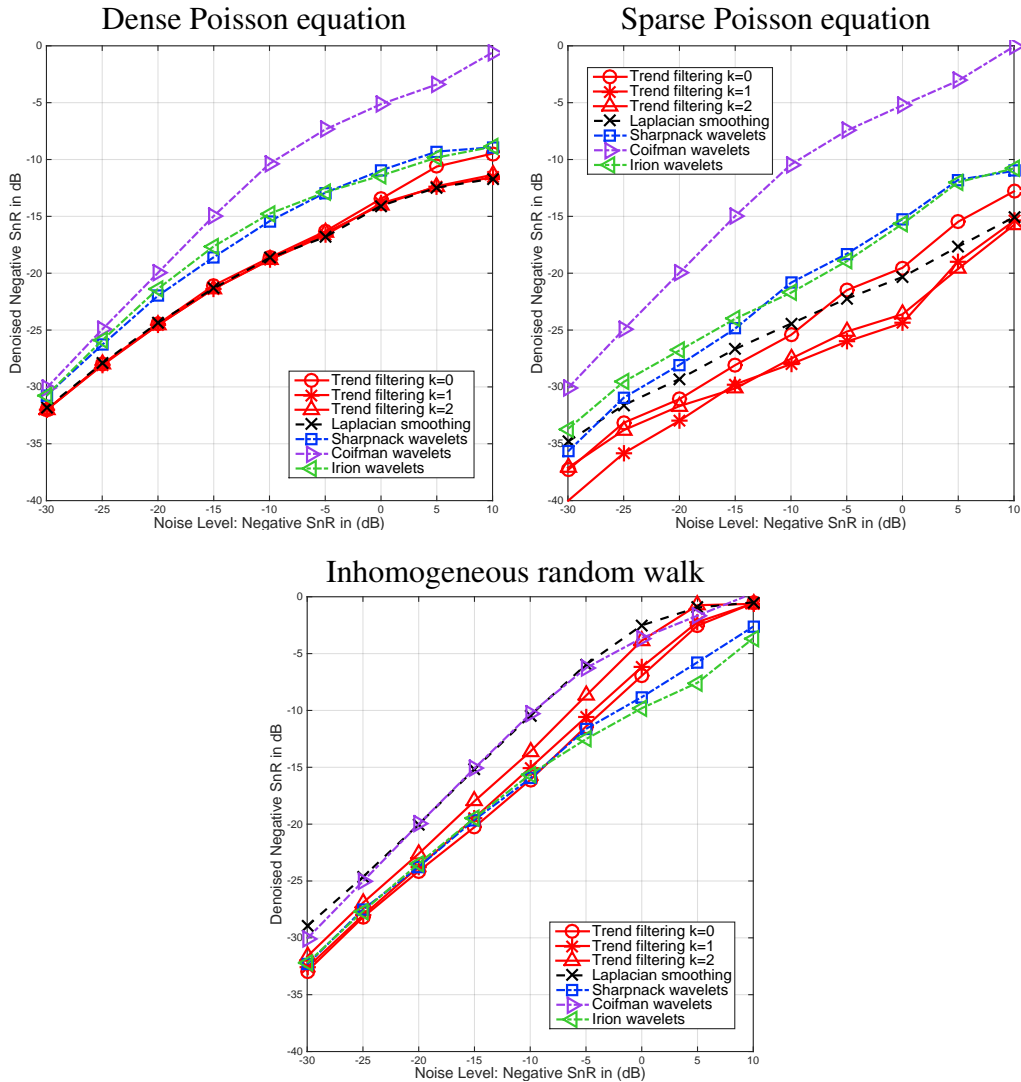 Dense Poisson equation
0
-5
-10
-15
-20
-25
-30
-35
-40
Denoised Negative SnR in dB
Trend filtering k=0
Trend filtering k=1
Trend filtering k=2
Laplacian smoothing
Sharpnack wavelets
Coifman wavelets
Irion wavelets
-30 -25 -20 -15 -10 -5 0 5 10
Noise Level: Negative SnR in (dB)
Sparse Poisson equation
0
-5
-10
-15
-20
-25
-30
-35
-40
Denoised Negative SnR in dB
Trend filtering k=0
Trend filtering k=1
Trend filtering k=2
Laplacian smoothing
Sharpnack wavelets
Coifman wavelets
Irion wavelets
-30 -25 -20 -15 -10 -5 0 5 10
Noise Level: Negative SnR in (dB)
Inhomogeneous random walk
0
-5
-10
-15
-20
-25
-30
-35
-40
Denoised Negative SnR in dB
Trend filtering k=0
Trend filtering k=1
Trend filtering k=2
Laplacian smoothing
Sharpnack wavelets
Coifman wavelets
Irion wavelets
-30 -25 -20 -15 -10 -5 0 5 10
Noise Level: Negative SnR in (dB)